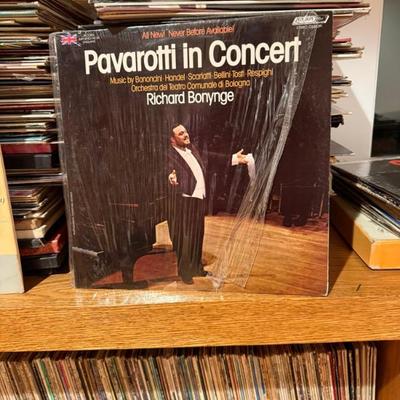 All New! Never Before Available!
Pavarotti in Concert
Music by Bononcini · Handel · Scarlatti · Bellini · Tosti · Respighi
Orchestra del Teatro Comunale di Bologna
Richard Bonynge